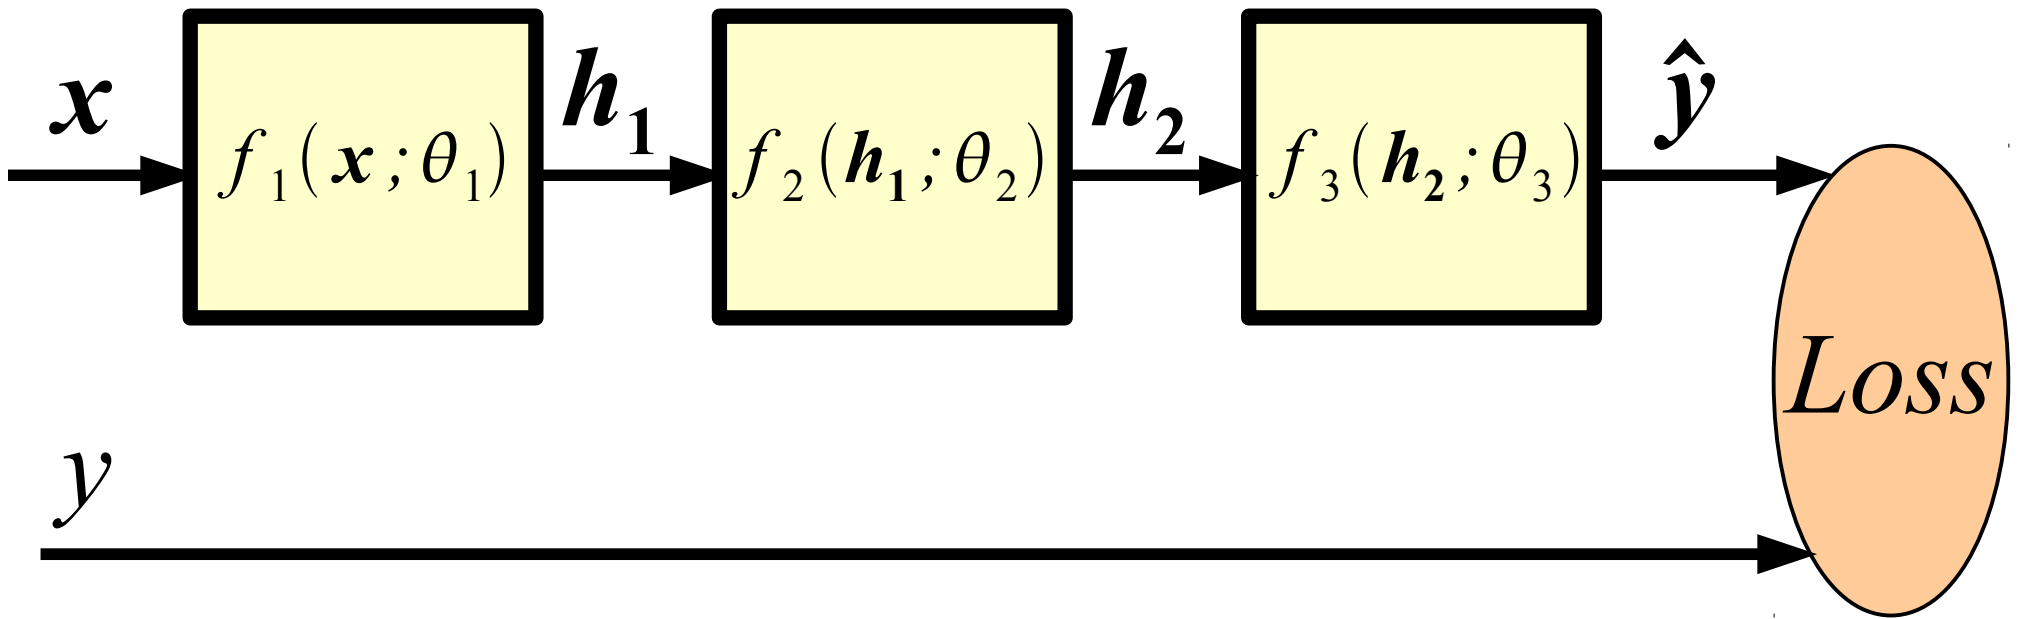 x
f₁(x;θ₁)
h₁
f₂(h₁;θ₂)
h₂
f₃(h₂;θ₃)
ŷ
Loss
y